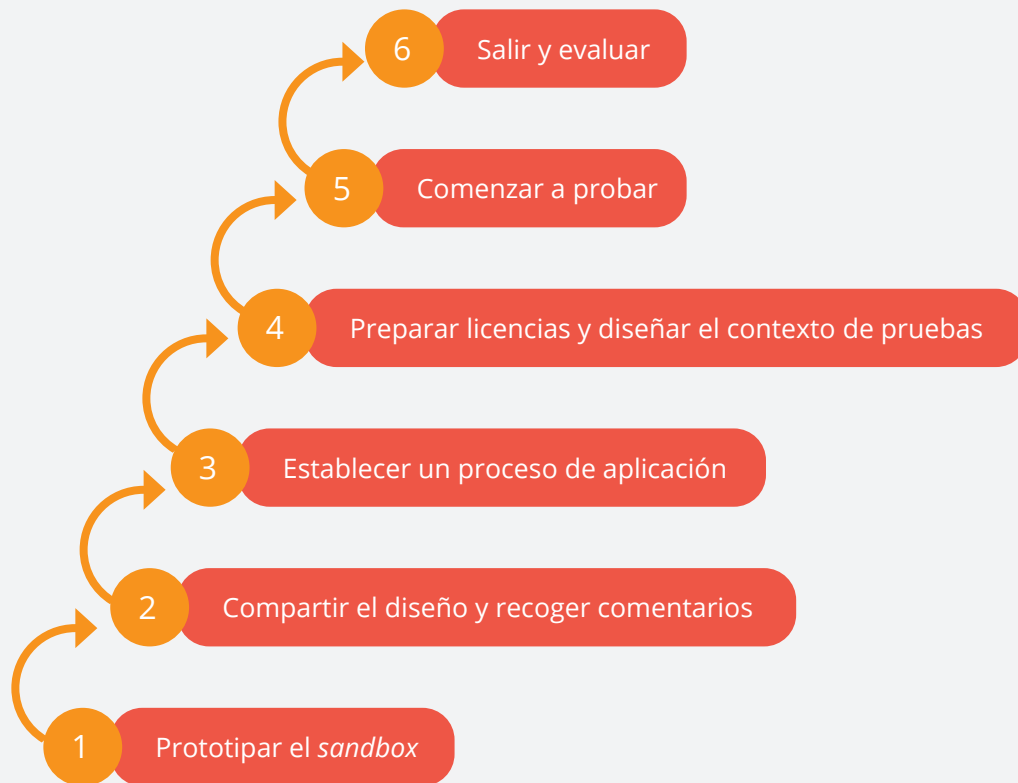 6 Salir y evaluar
5 Comenzar a probar
4 Preparar licencias y diseñar el contexto de pruebas
3 Establecer un proceso de aplicación
2 Compartir el diseño y recoger comentarios
1 Prototipar el sandbox